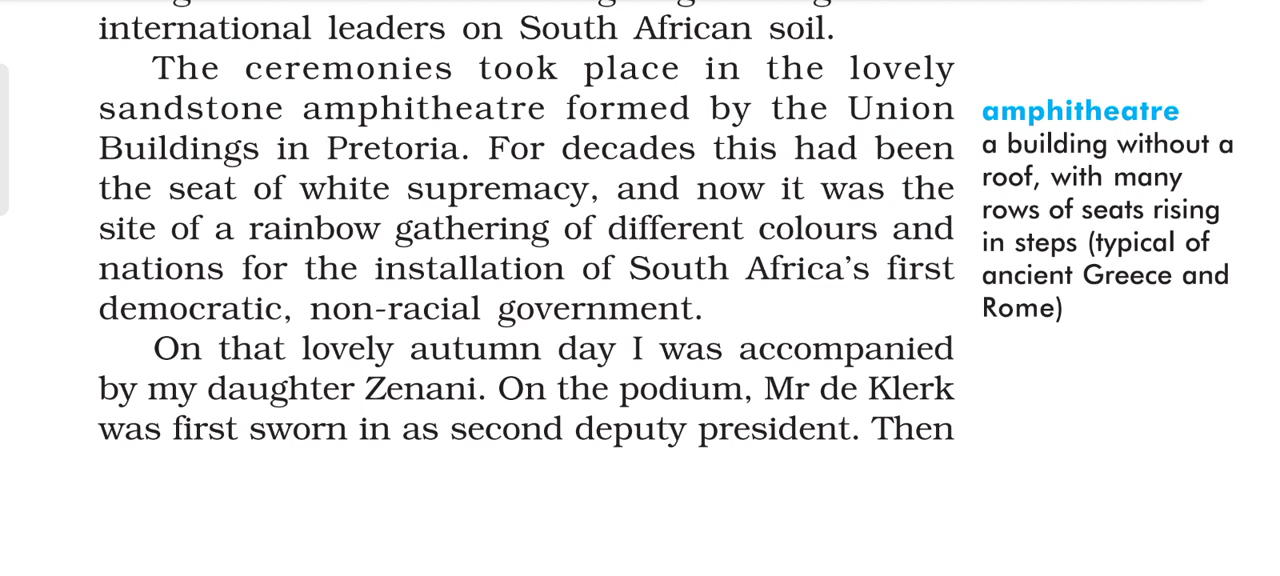 international leaders on South African soil.
The ceremonies took place in the lovely
sandstone amphitheatre formed by the Union
Buildings in Pretoria. For decades this had been
the seat of white supremacy, and now it was the
site of a rainbow gathering of different colours and
nations for the installation of South Africa's first
democratic, non-racial government.
On that lovely autumn day I was accompanied
by my daughter Zenani. On the podium, Mr de Klerk
was first sworn in as second deputy president. Then
amphitheatre
a building without a
roof, with many
rows of seats rising
in steps (typical of
ancient Greece and
Rome)